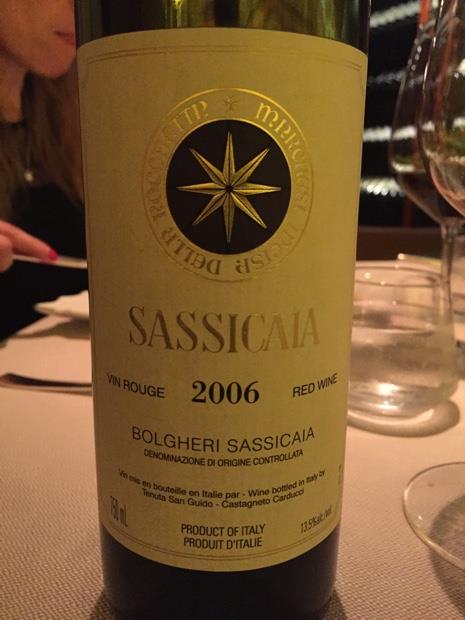 MARCHESI INCISA DELLA ROCCHETTA
SASSICAIA
VIN ROUGE 2006 RED WINE
BOLGHERI SASSICAIA
DENOMINAZIONE DI ORIGINE CONTROLLATA
Vin mis en bouteille en Italie par - Wine bottled in Italy by
Tenuta San Guido - Castagneto Carducci
750 mL 13.5%alc./vol.
PRODUCT OF ITALY
PRODUIT D'ITALIE